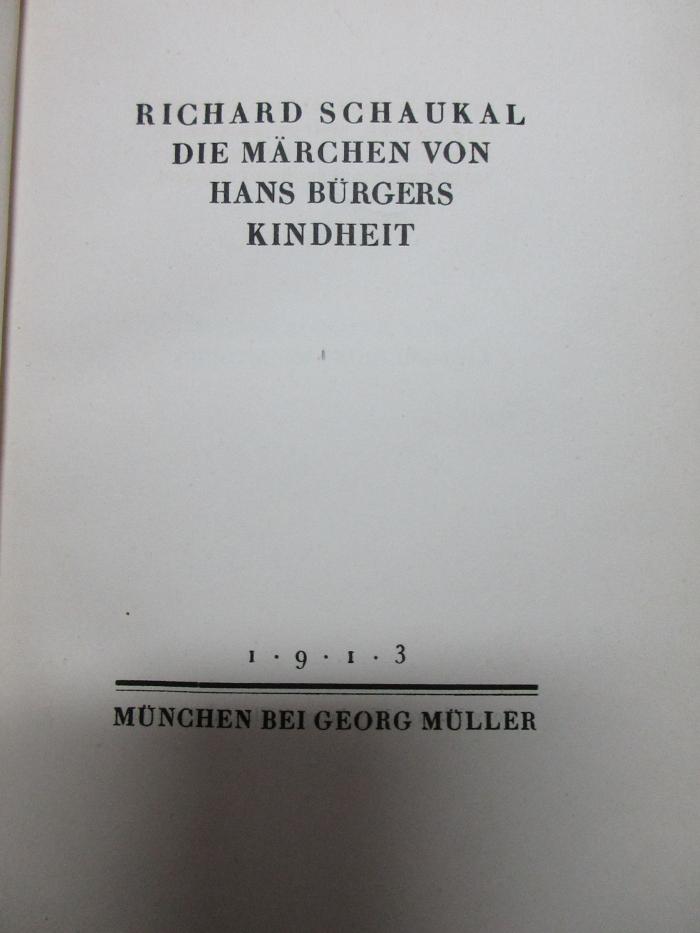 RICHARD SCHAUKAL
DIE MÄRCHEN VON
HANS BÜRGERS
KINDHEIT
1 · 9 · 1 · 3
MÜNCHEN BEI GEORG MÜLLER